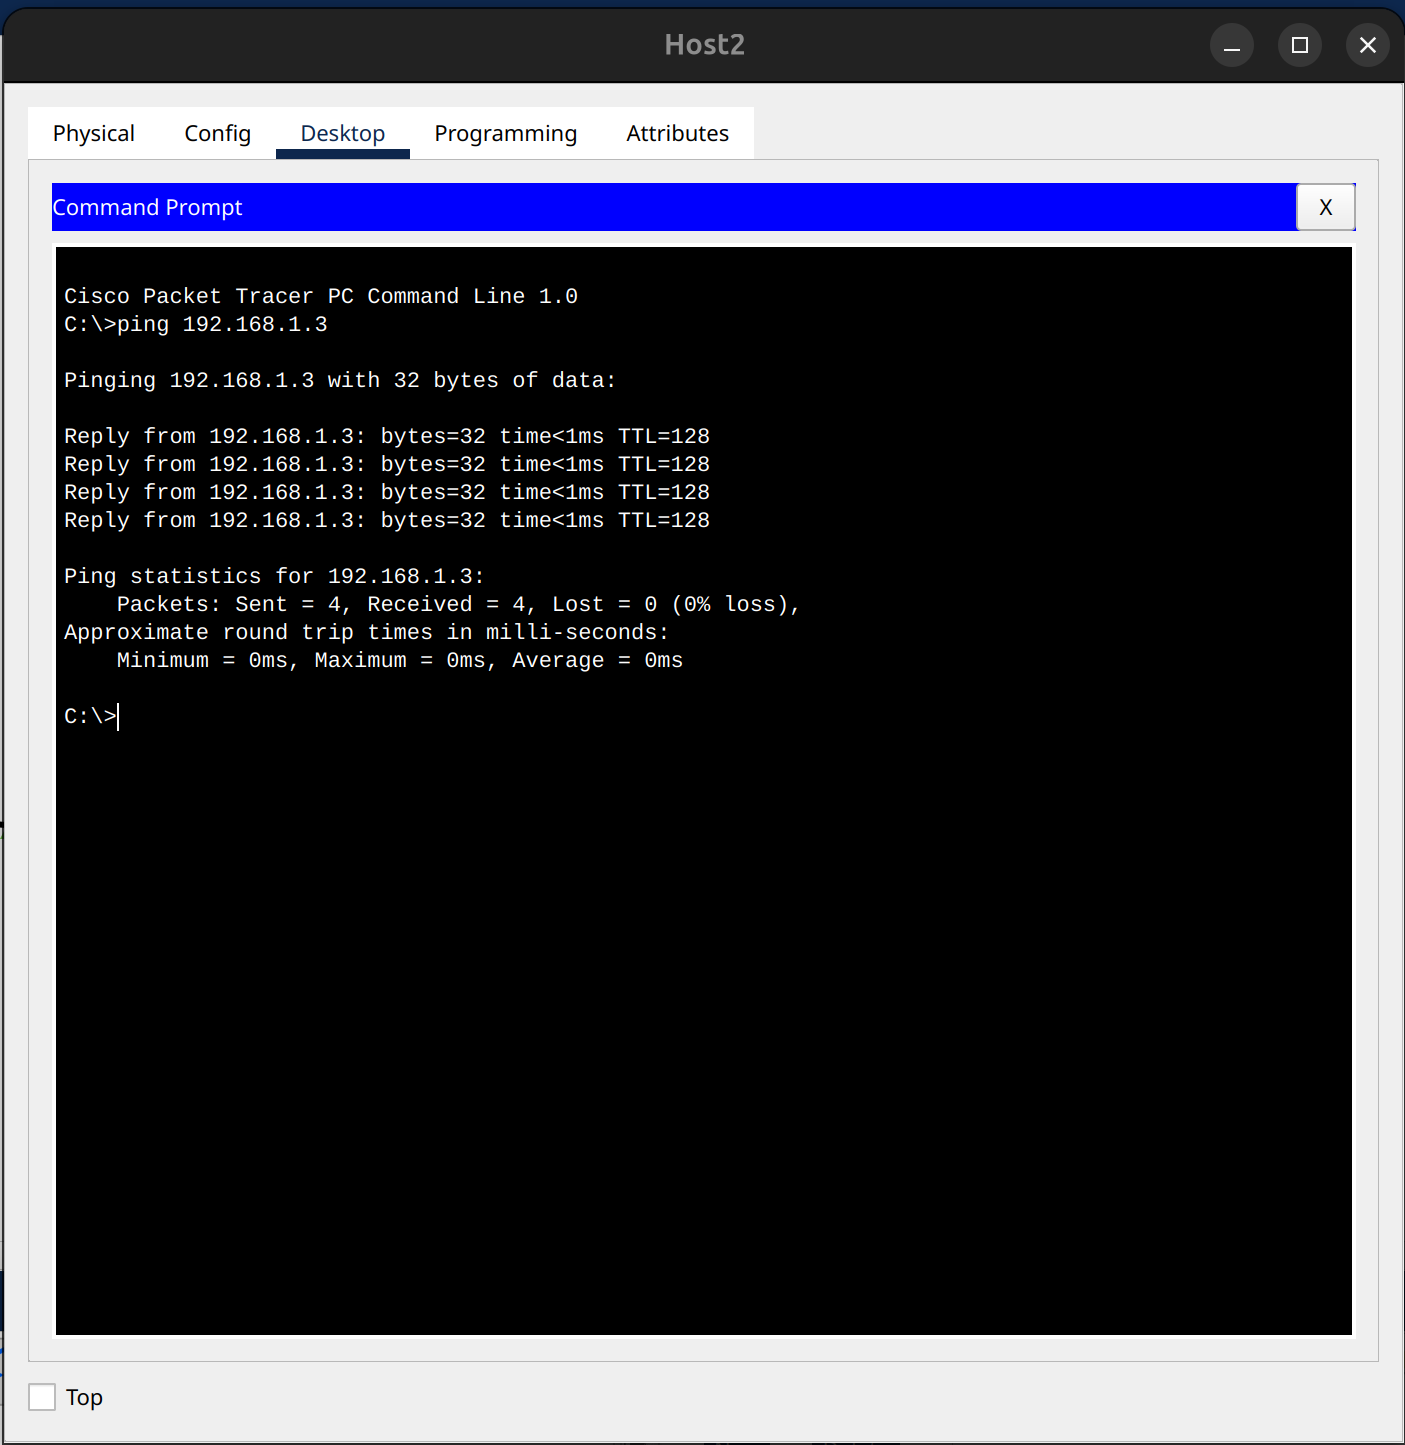 Host2
Physical Config Desktop Programming Attributes
Command Prompt X
Cisco Packet Tracer PC Command Line 1.0
C:\>ping 192.168.1.3
Pinging 192.168.1.3 with 32 bytes of data:
Reply from 192.168.1.3: bytes=32 time<1ms TTL=128
Reply from 192.168.1.3: bytes=32 time<1ms TTL=128
Reply from 192.168.1.3: bytes=32 time<1ms TTL=128
Reply from 192.168.1.3: bytes=32 time<1ms TTL=128
Ping statistics for 192.168.1.3:
    Packets: Sent = 4, Received = 4, Lost = 0 (0% loss),
Approximate round trip times in milli-seconds:
    Minimum = 0ms, Maximum = 0ms, Average = 0ms
C:\>
Top